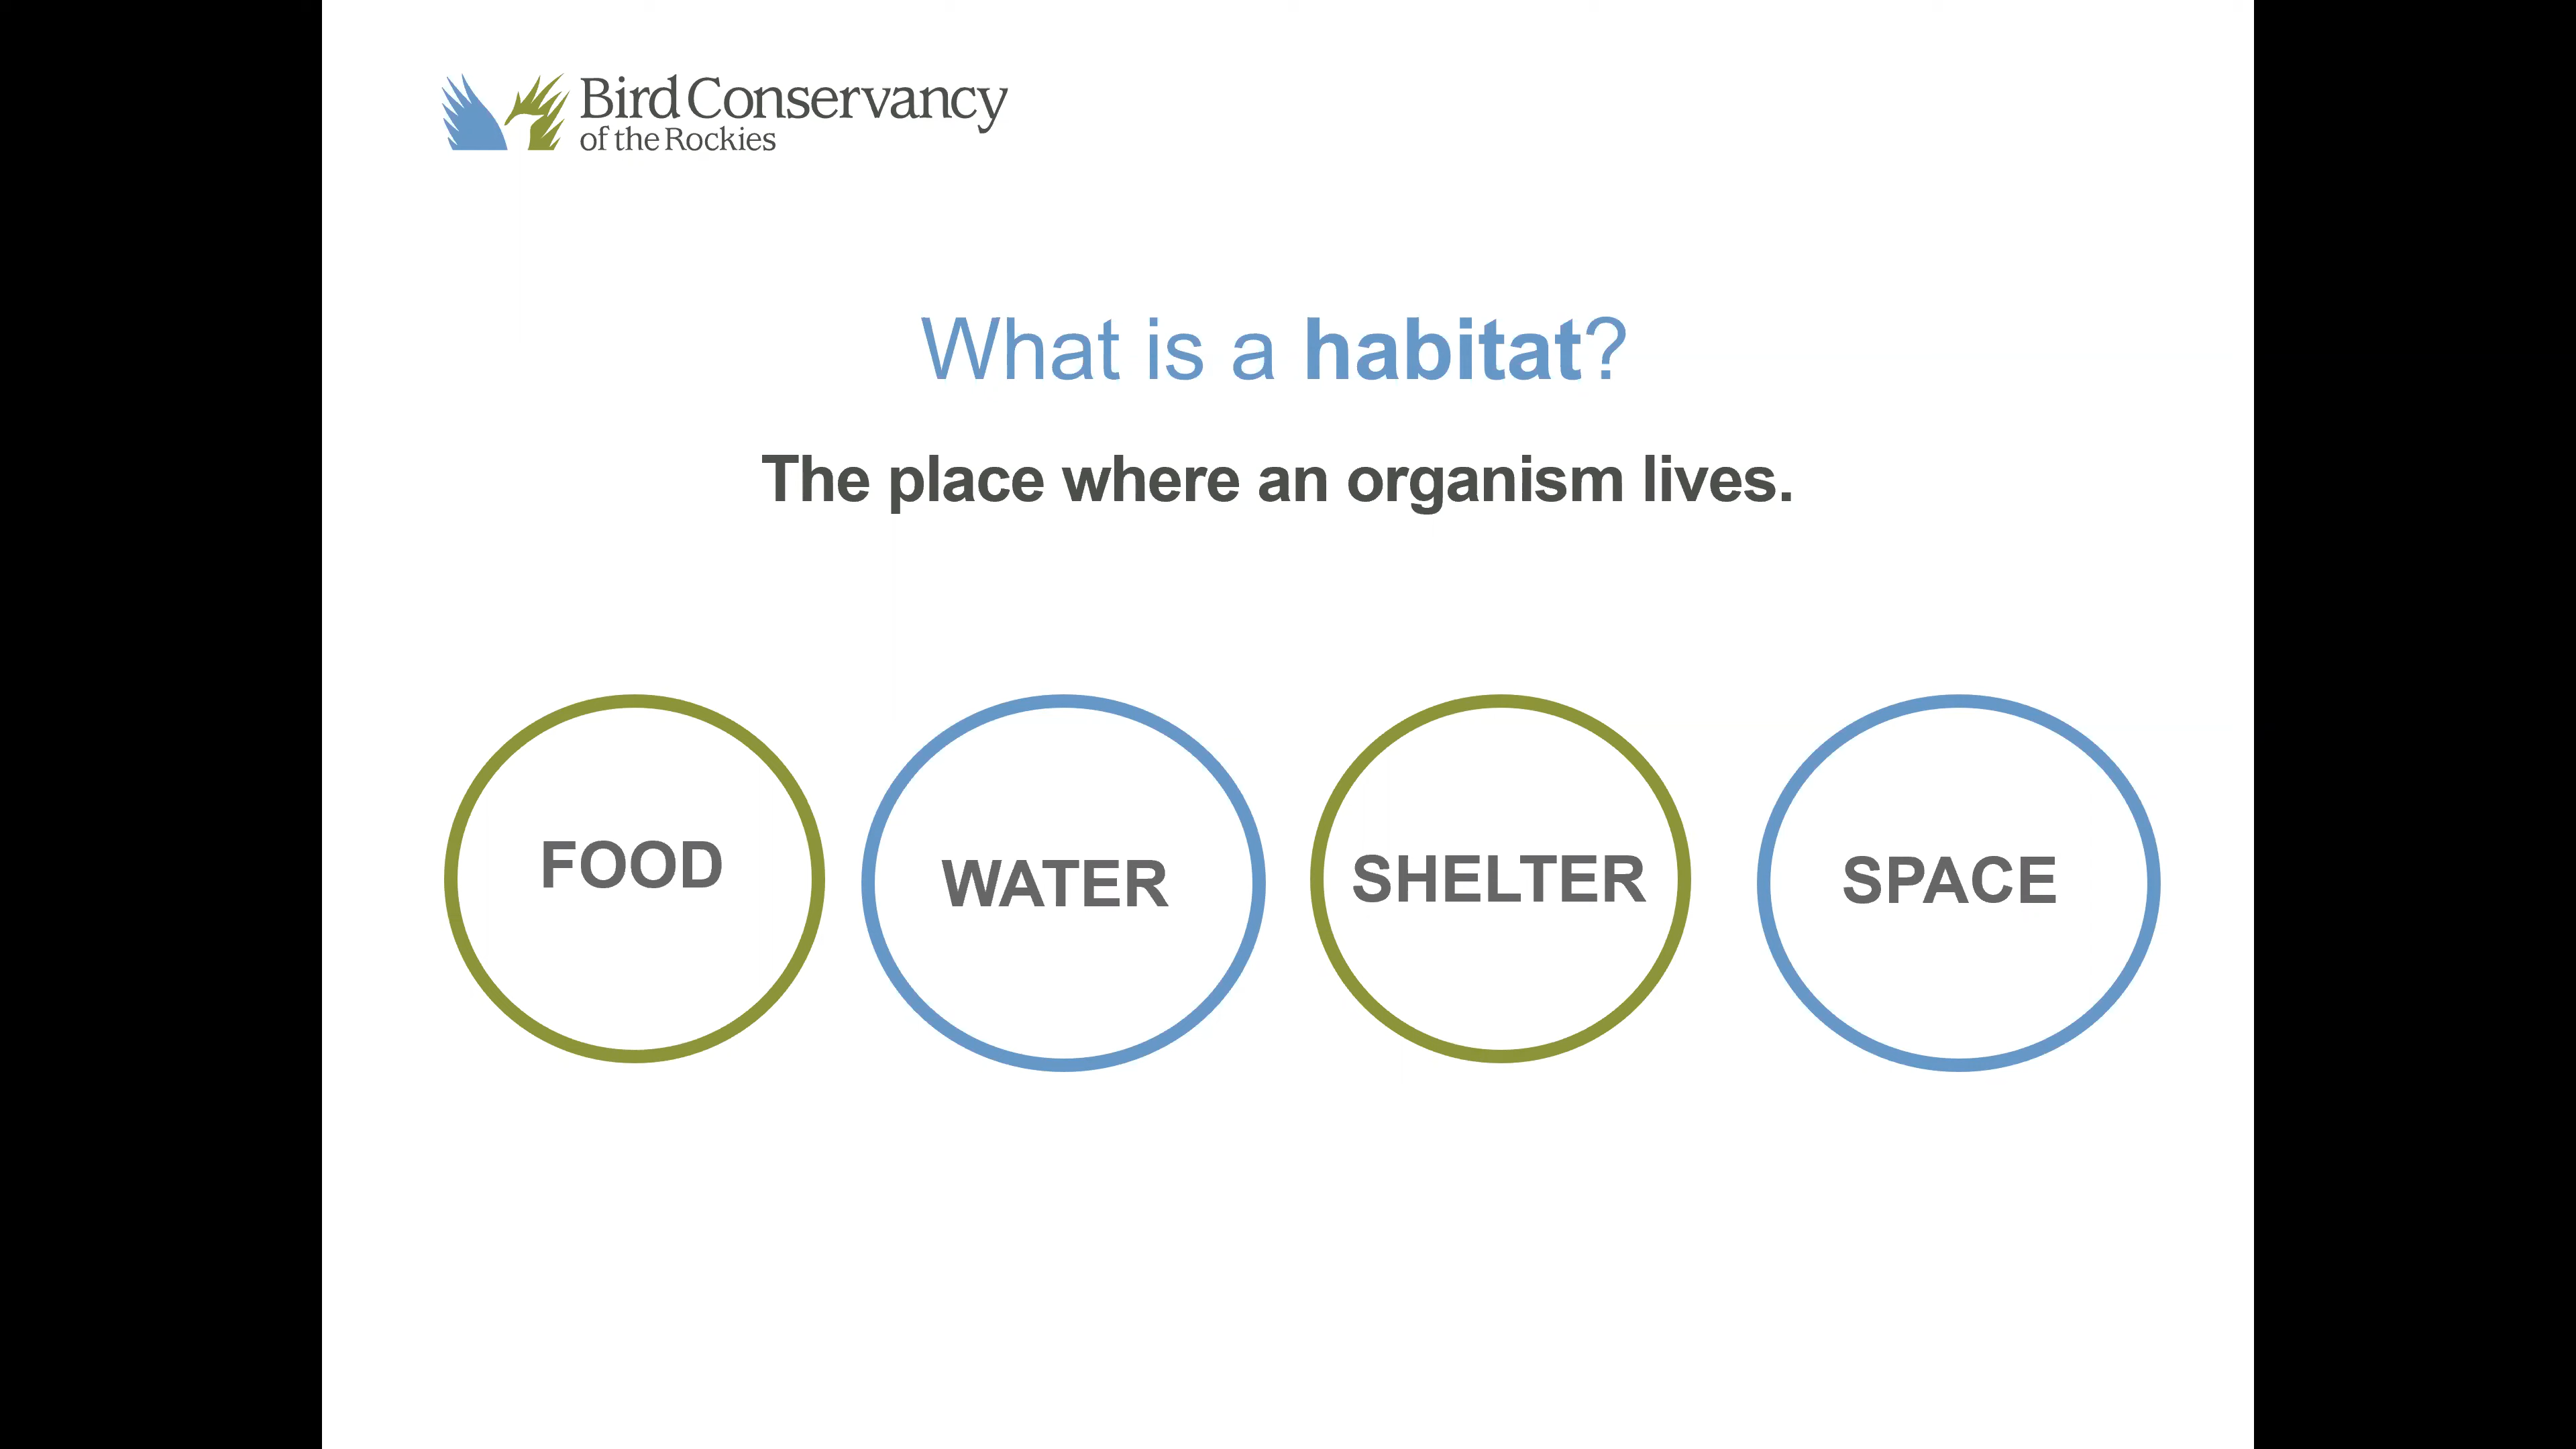 Bird Conservancy
of the Rockies
What is a habitat?
The place where an organism lives.
FOOD
WATER
SHELTER
SPACE